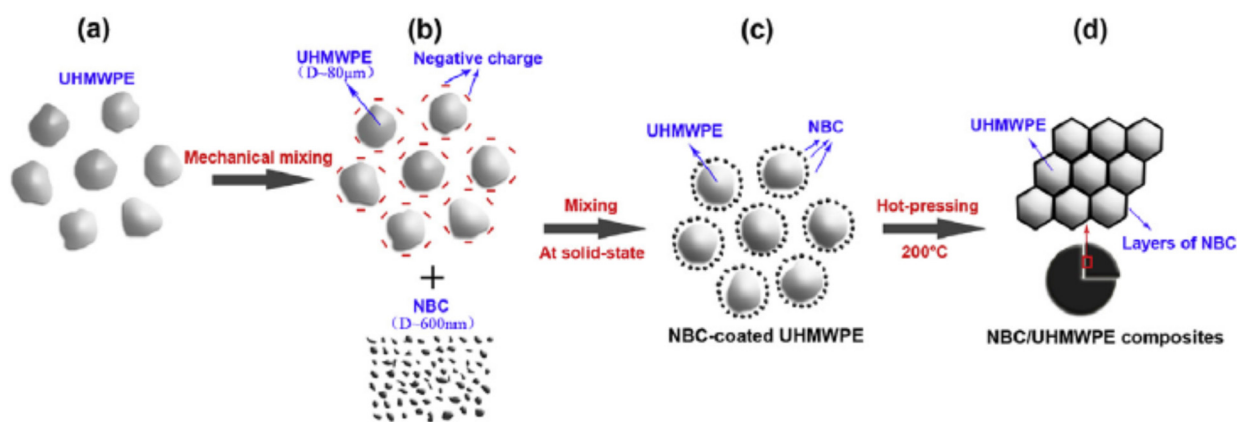 (a)
UHMWPE
Mechanical mixing
(b)
UHMWPE
(D~80μm)
Negative charge
+
NBC
(D~600nm)
Mixing
At solid-state
(c)
UHMWPE
NBC
NBC-coated UHMWPE
Hot-pressing
200°C
(d)
UHMWPE
Layers of NBC
NBC/UHMWPE composites